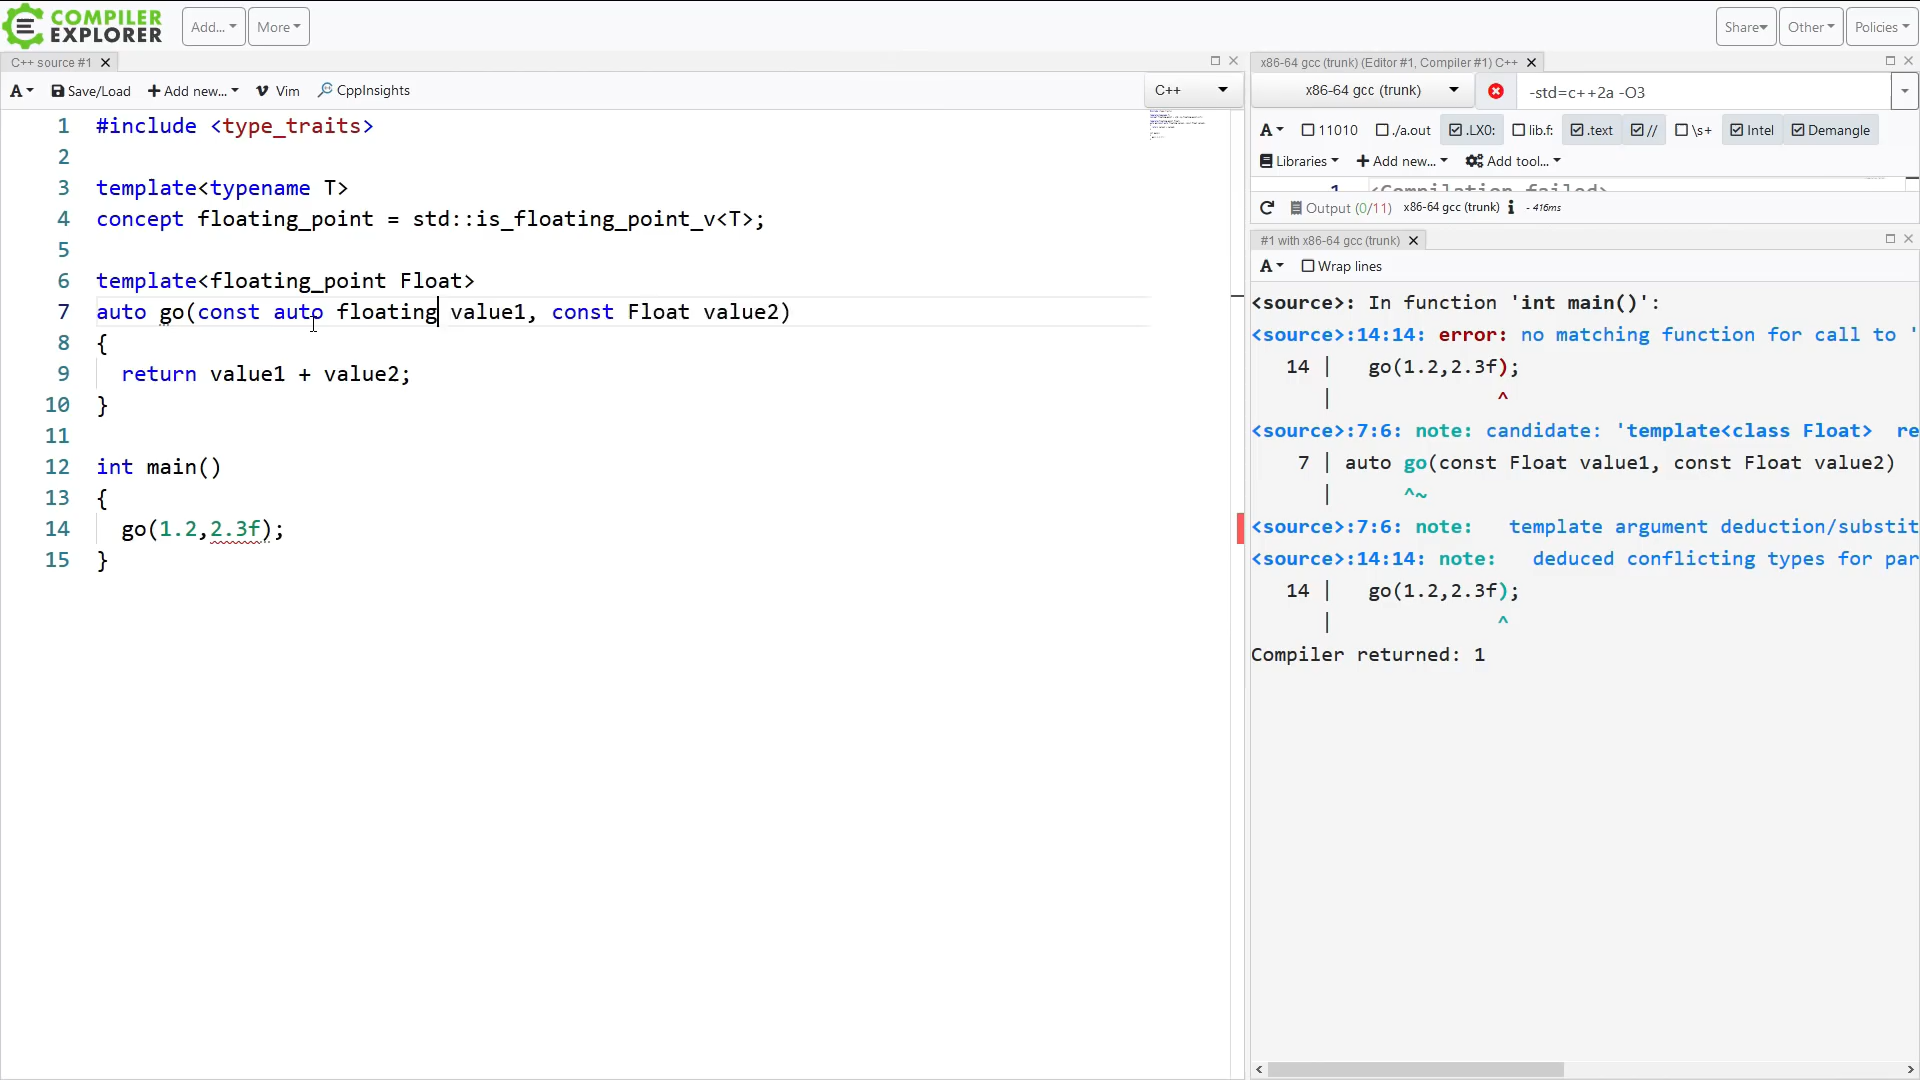 COMPILER
EXPLORER
Add...
More
Share
Other
Policies
C++ source #1
A
Save/Load
Add new...
Vim
CppInsights
C++
1 #include <type_traits>
2
3 template<typename T>
4 concept floating_point = std::is_floating_point_v<T>;
5
6 template<floating_point Float>
7 auto go(const auto floating value1, const Float value2)
8 {
9 return value1 + value2;
10 }
11
12 int main()
13 {
14 go(1.2,2.3f);
15 }
x86-64 gcc (trunk) (Editor #1, Compiler #1) C++
x86-64 gcc (trunk)
-std=c++2a -O3
A
11010
./a.out
.LX0:
lib.f:
.text
//
\s+
Intel
Demangle
Libraries
Add new...
Add tool...
1 <Compilation failed>
Output (0/11) x86-64 gcc (trunk) i - 416ms
#1 with x86-64 gcc (trunk)
A
Wrap lines
<source>: In function 'int main()':
<source>:14:14: error: no matching function for call to '
14 | go(1.2,2.3f);
| ^
<source>:7:6: note: candidate: 'template<class Float> re
7 | auto go(const Float value1, const Float value2)
| ^~
<source>:7:6: note: template argument deduction/substit
<source>:14:14: note: deduced conflicting types for par
14 | go(1.2,2.3f);
| ^
Compiler returned: 1